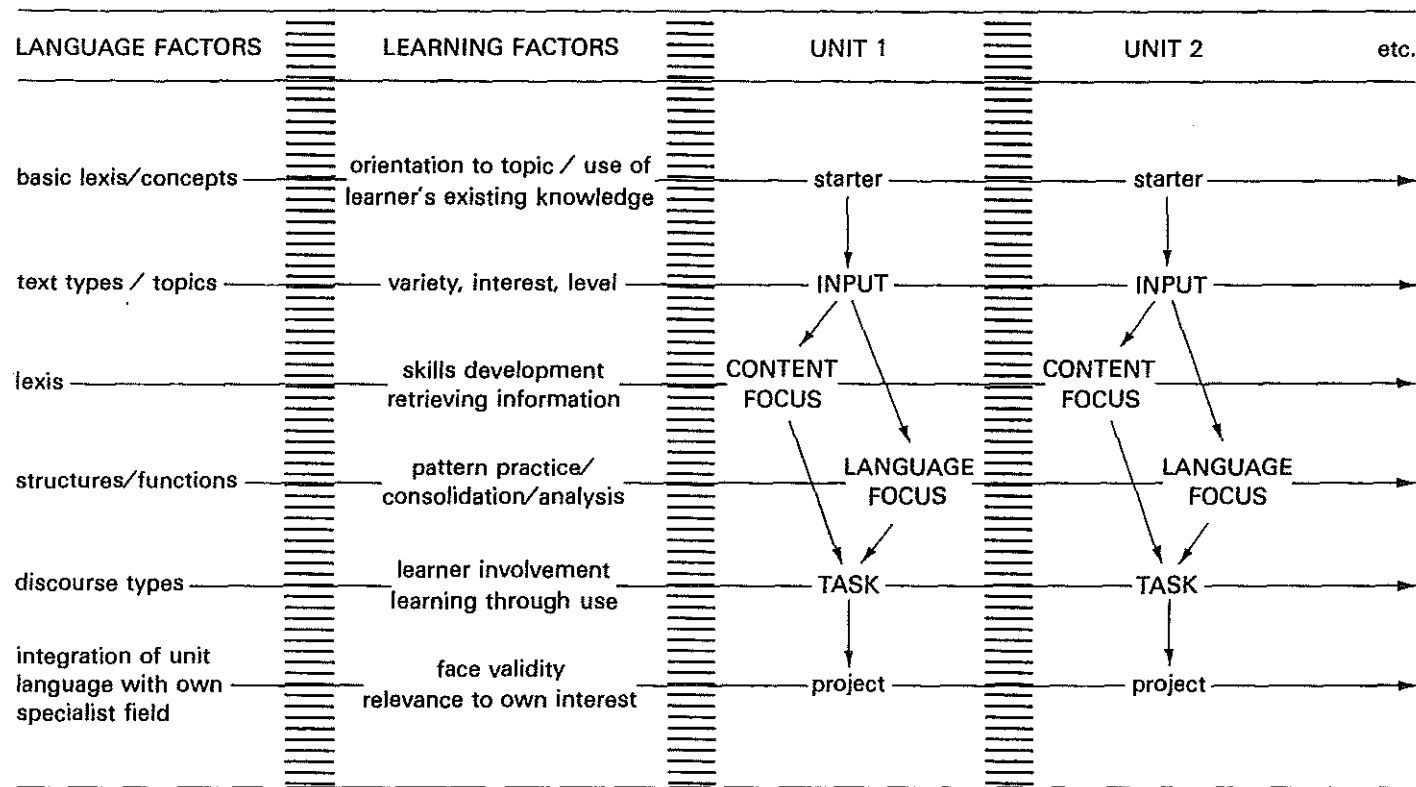 LANGUAGE FACTORS LEARNING FACTORS UNIT 1 UNIT 2 etc.
basic lexis/concepts orientation to topic / use of learner's existing knowledge starter starter
text types / topics variety, interest, level INPUT INPUT
lexis skills development retrieving information CONTENT FOCUS CONTENT FOCUS
structures/functions pattern practice/ consolidation/analysis LANGUAGE FOCUS LANGUAGE FOCUS
discourse types learner involvement learning through use TASK TASK
integration of unit language with own specialist field face validity relevance to own interest project project